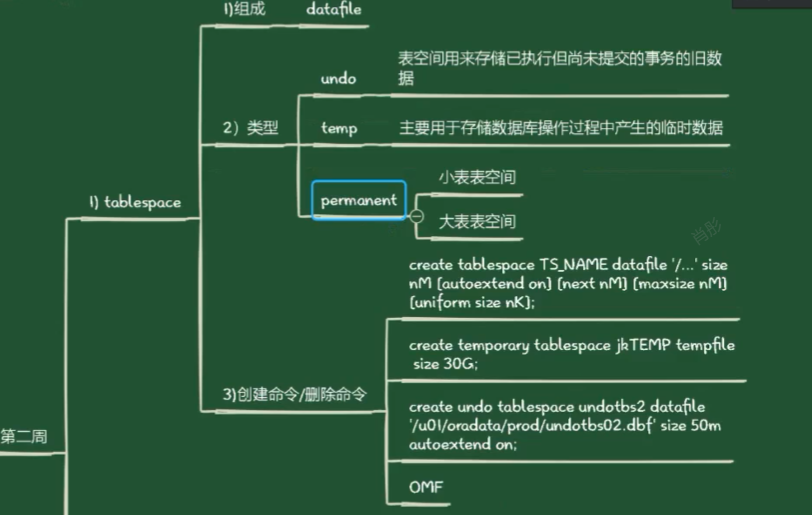 1)组成
datafile
undo
表空间用来存储已执行但尚未提交的事务的旧数
据
2）类型
temp
主要用于存储数据库操作过程中产生的临时数据
permanent
小表表空间
大表表空间
1) tablespace
create tablespace TS_NAME datafile '/...' size
nM [autoextend on] [next nM] [maxsize nM]
[uniform size nK];
create temporary tablespace jkTEMP tempfile
size 30G;
3)创建命令/删除命令
create undo tablespace undotbs2 datafile
'/u01/oradata/prod/undotbs02.dbf' size 50m
autoextend on;
OMF
第二周
肖彤